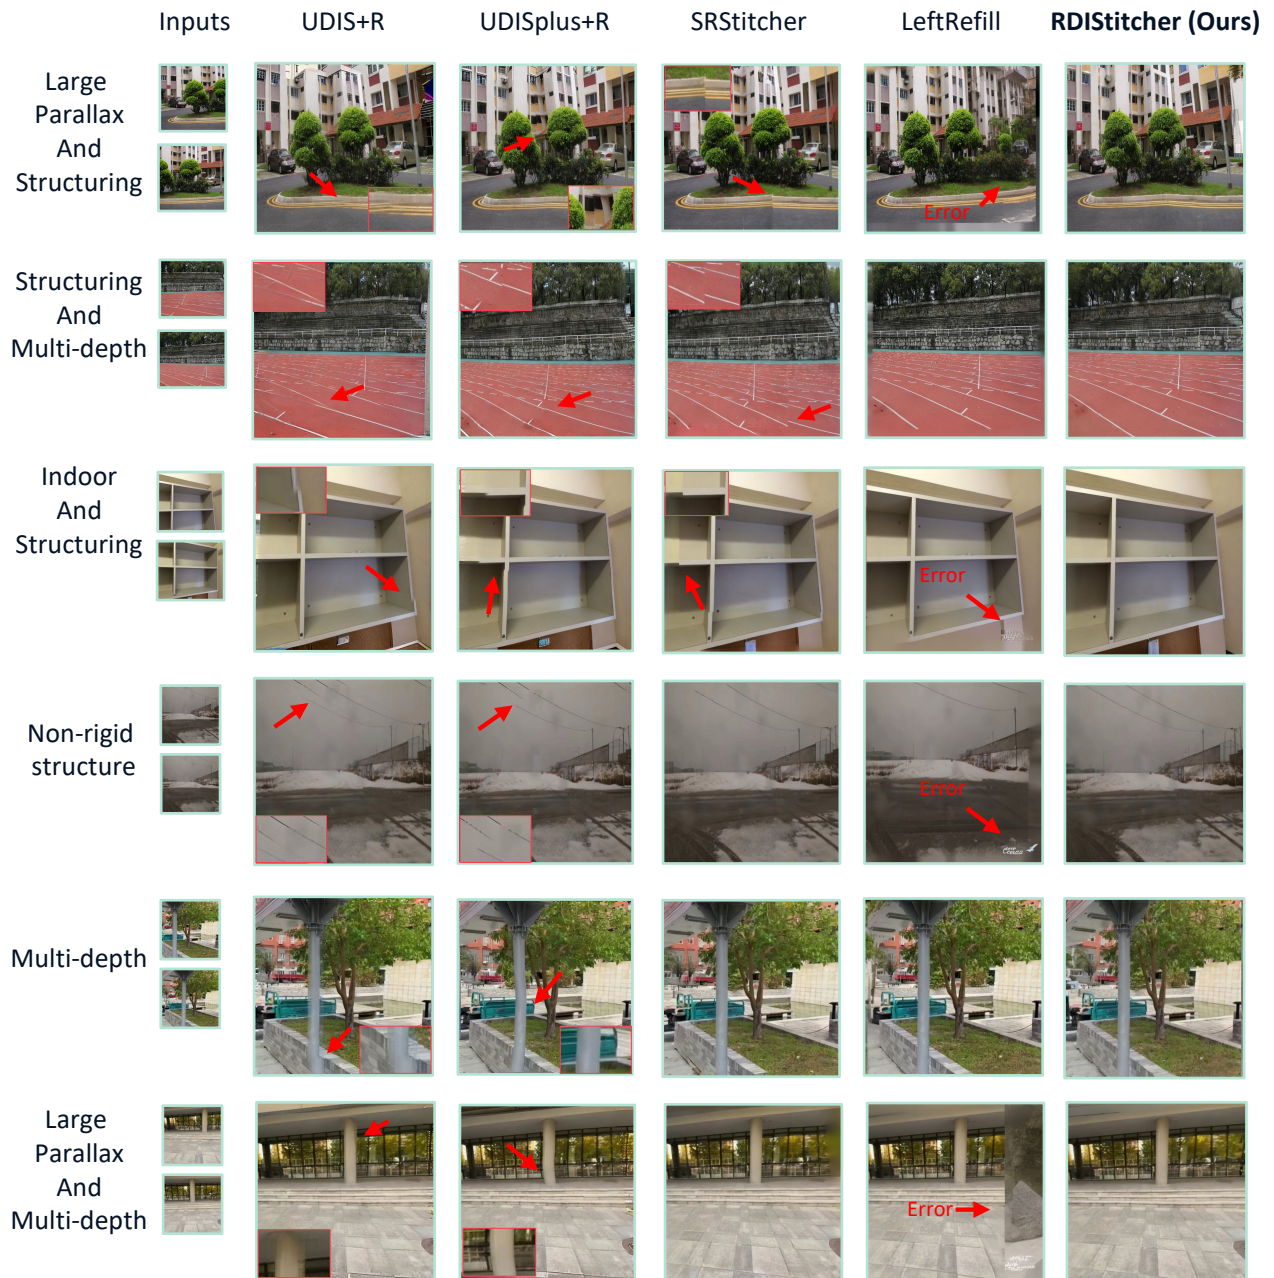 Inputs
UDIS+R
UDISplus+R
SRStitcher
LeftRefill
RDIStitcher (Ours)
Large
Parallax
And
Structuring
Error
Structuring
And
Multi-depth
Indoor
And
Structuring
Error
Non-rigid
structure
Error
Multi-depth
Large
Parallax
And
Multi-depth
Error